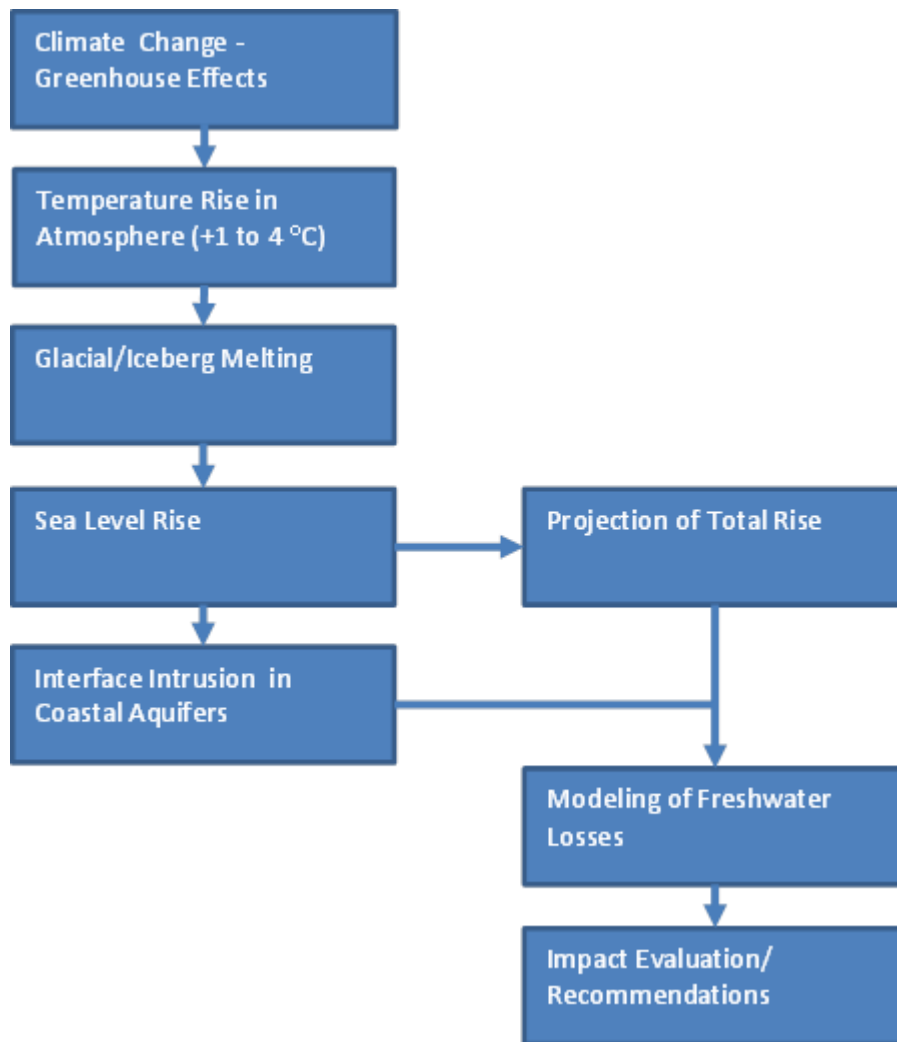 Climate Change -
Greenhouse Effects
Temperature Rise in
Atmosphere (+1 to 4 °C)
Glacial/Iceberg Melting
Sea Level Rise
Projection of Total Rise
Interface Intrusion in
Coastal Aquifers
Modeling of Freshwater
Losses
Impact Evaluation/
Recommendations